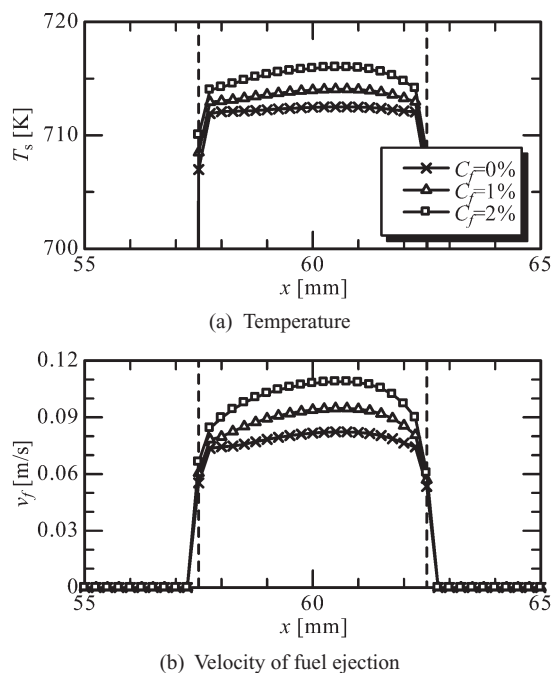 720
710
700
T_s [K]
C_f=0%
C_f=1%
C_f=2%
55 60 65
x [mm]
(a) Temperature
0.12
0.09
0.06
0.03
0
v_f [m/s]
55 60 65
x [mm]
(b) Velocity of fuel ejection